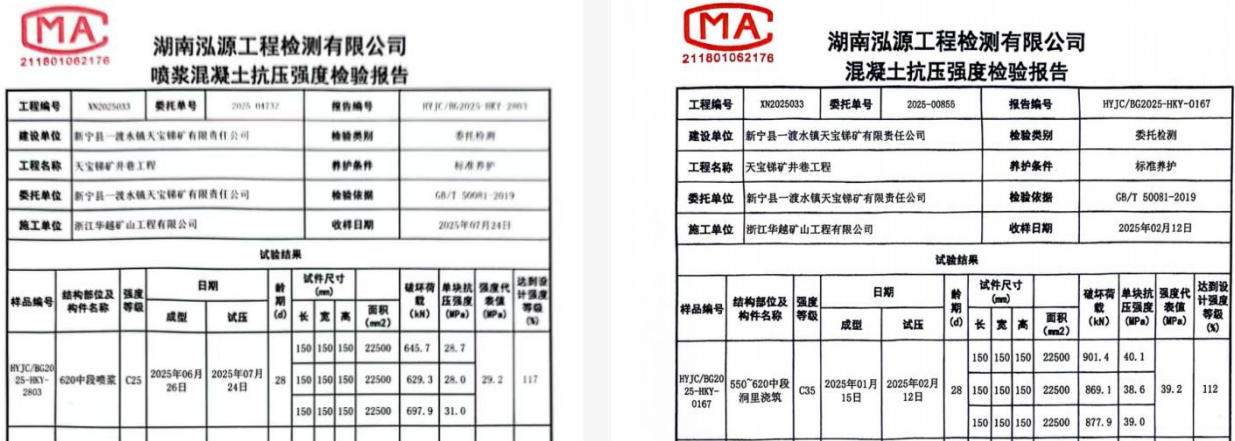 MA
211801062176
湖南泓源工程检测有限公司
喷浆混凝土抗压强度检验报告
工程编号 XN2025033 委托单号 2025-04732 报告编号 HYJC/BG2025-HKY-2803
建设单位 新宁县一渡水镇天宝锑矿有限责任公司 检验类别 委托检测
工程名称 天宝锑矿井巷工程 养护条件 标准养护
委托单位 新宁县一渡水镇天宝锑矿有限责任公司 检验依据 GB/T 50081-2019
施工单位 浙江华越矿山工程有限公司 收样日期 2025年07月24日
试验结果
样品编号 结构部位及构件名称 强度等级 日期 龄期(d) 试件尺寸(mm) 破坏荷载(kN) 单块抗压强度(MPa) 强度代表值(MPa) 达到设计强度等级(%)
成型 试压 长 宽 高 面积(mm2)
150 150 150 22500 645.7 28.7
HYJC/BG2025-HKY-2803 620中段喷浆 C25 2025年06月26日 2025年07月24日 28 150 150 150 22500 629.3 28.0 29.2 117
150 150 150 22500 697.9 31.0
MA
211801062176
湖南泓源工程检测有限公司
混凝土抗压强度检验报告
工程编号 XN2025033 委托单号 2025-00855 报告编号 HYJC/BG2025-HKY-0167
建设单位 新宁县一渡水镇天宝锑矿有限责任公司 检验类别 委托检测
工程名称 天宝锑矿井巷工程 养护条件 标准养护
委托单位 新宁县一渡水镇天宝锑矿有限责任公司 检验依据 GB/T 50081-2019
施工单位 浙江华越矿山工程有限公司 收样日期 2025年02月12日
试验结果
样品编号 结构部位及构件名称 强度等级 日期 龄期(d) 试件尺寸(mm) 破坏荷载(kN) 单块抗压强度(MPa) 强度代表值(MPa) 达到设计强度等级(%)
成型 试压 长 宽 高 面积(mm2)
150 150 150 22500 901.4 40.1
HYJC/BG2025-HKY-0167 550~620中段洞里浇筑 C35 2025年01月15日 2025年02月12日 28 150 150 150 22500 869.1 38.6 39.2 112
150 150 150 22500 877.9 39.0